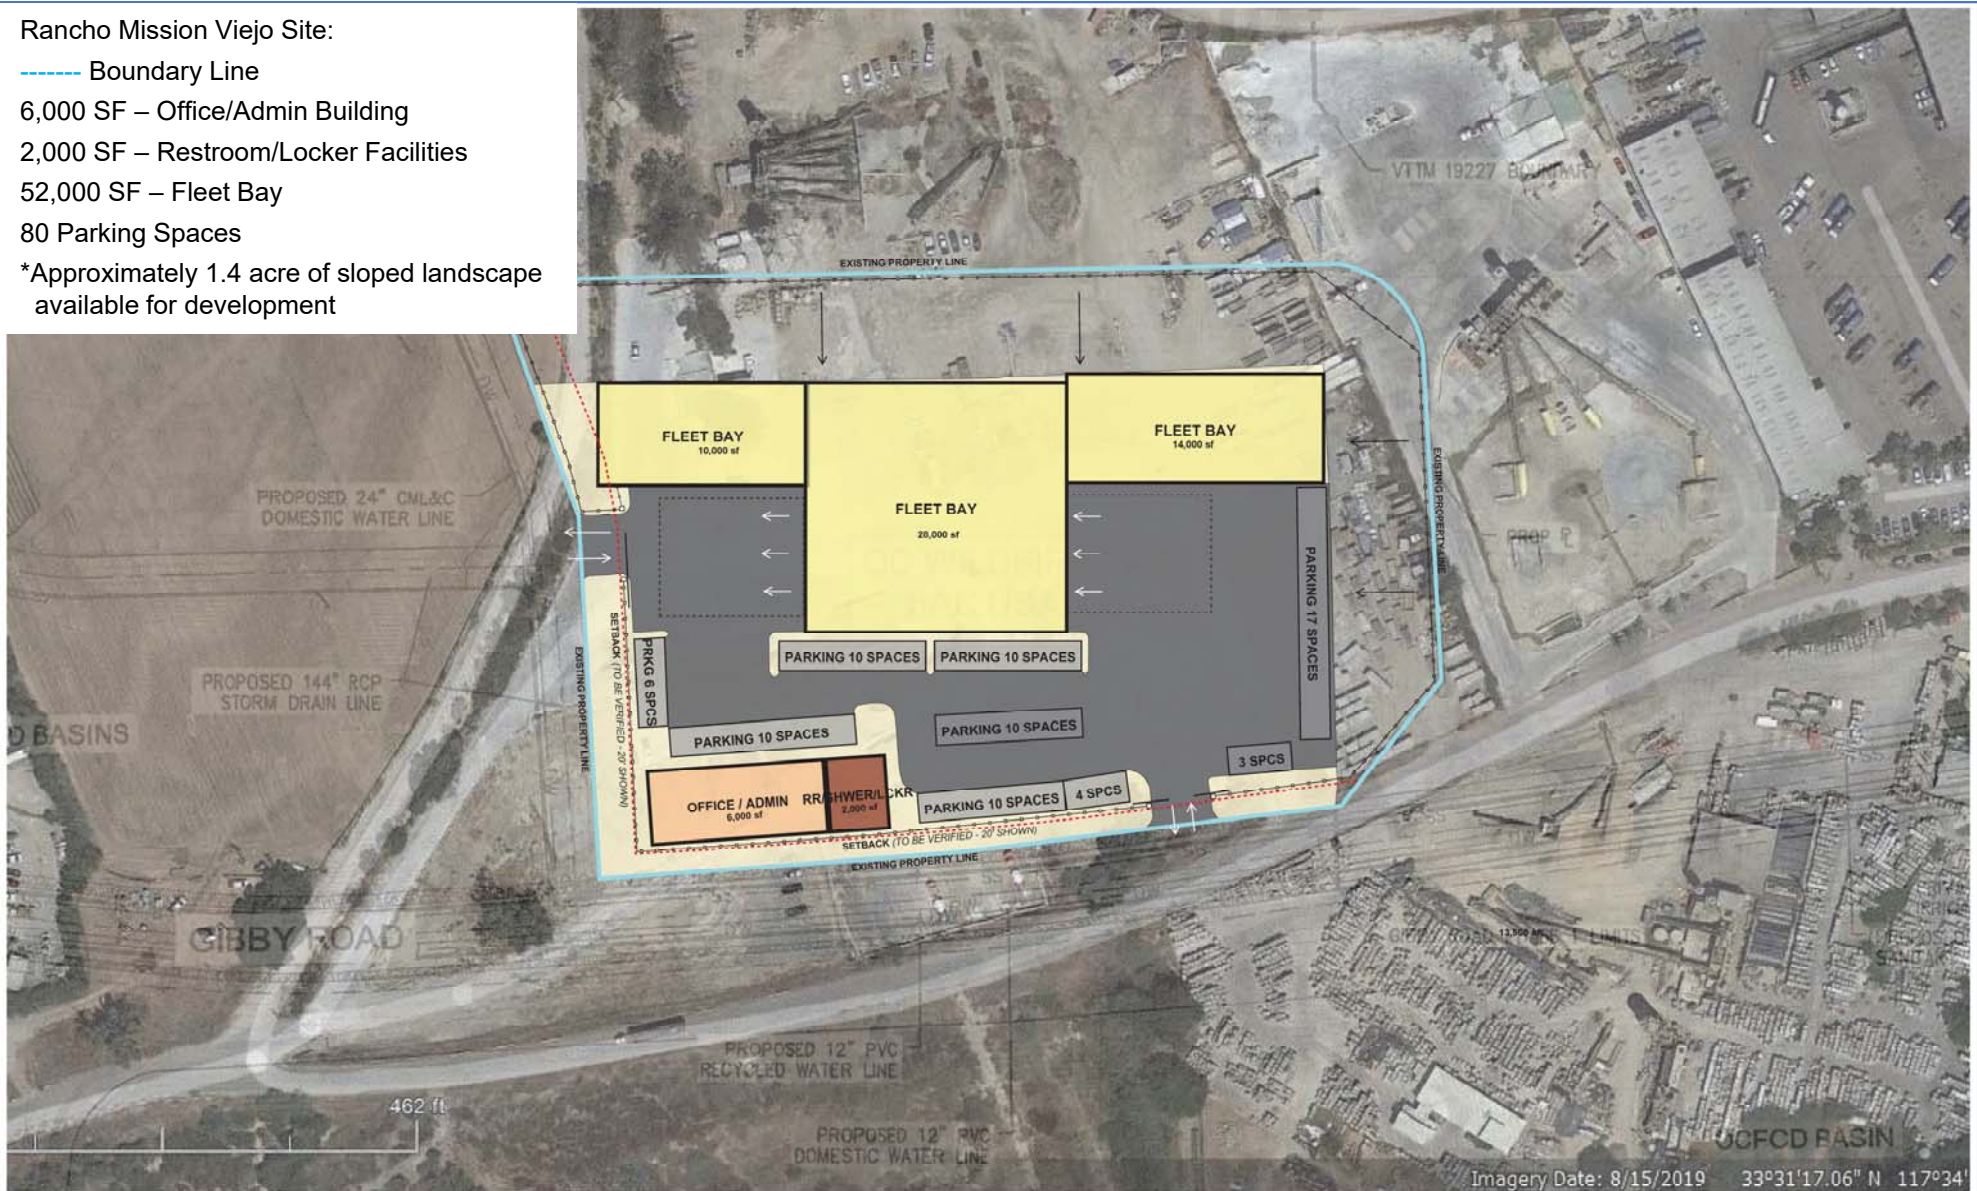 Rancho Mission Viejo Site:
------- Boundary Line
6,000 SF – Office/Admin Building
2,000 SF – Restroom/Locker Facilities
52,000 SF – Fleet Bay
80 Parking Spaces
*Approximately 1.4 acre of sloped landscape
available for development
VTTM 19227 BOUNDARY
EXISTING PROPERTY LINE
FLEET BAY
10,000 sf
FLEET BAY
14,000 sf
FLEET BAY
20,000 sf
EXISTING PROPERTY LINE
PROP PL
PROPOSED 24" CML&C
DOMESTIC WATER LINE
PARKING 17 SPACES
SETBACK (TO BE VERIFIED - 20' SHOWN)
EXISTING PROPERTY LINE
PRKG 6 SPCS
PARKING 10 SPACES
PARKING 10 SPACES
PROPOSED 144" RCP
STORM DRAIN LINE
D BASINS
PARKING 10 SPACES
PARKING 10 SPACES
3 SPCS
OFFICE / ADMIN
6,000 sf
RR/SHWER/LCKR
2,000 sf
PARKING 10 SPACES
4 SPCS
SETBACK (TO BE VERIFIED - 20' SHOWN)
EXISTING PROPERTY LINE
GIBBY ROAD
LIMITS
PROPOSED 12" PVC
RECYCLED WATER LINE
462 ft
PROPOSED 12" PVC
DOMESTIC WATER LINE
OCFCD BASIN
Imagery Date: 8/15/2019 33°31'17.06" N 117°34'